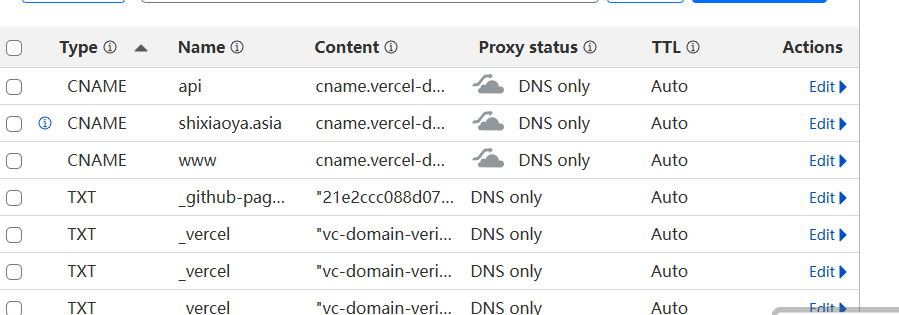 Type Name Content Proxy status TTL Actions
CNAME api cname.vercel-d... DNS only Auto Edit
CNAME shixiaoya.asia cname.vercel-d... DNS only Auto Edit
CNAME www cname.vercel-d... DNS only Auto Edit
TXT _github-pag... "21e2ccc088d07... DNS only Auto Edit
TXT _vercel "vc-domain-veri... DNS only Auto Edit
TXT _vercel "vc-domain-veri... DNS only Auto Edit
TXT _vercel "vc-domain-veri... DNS only Auto Edit